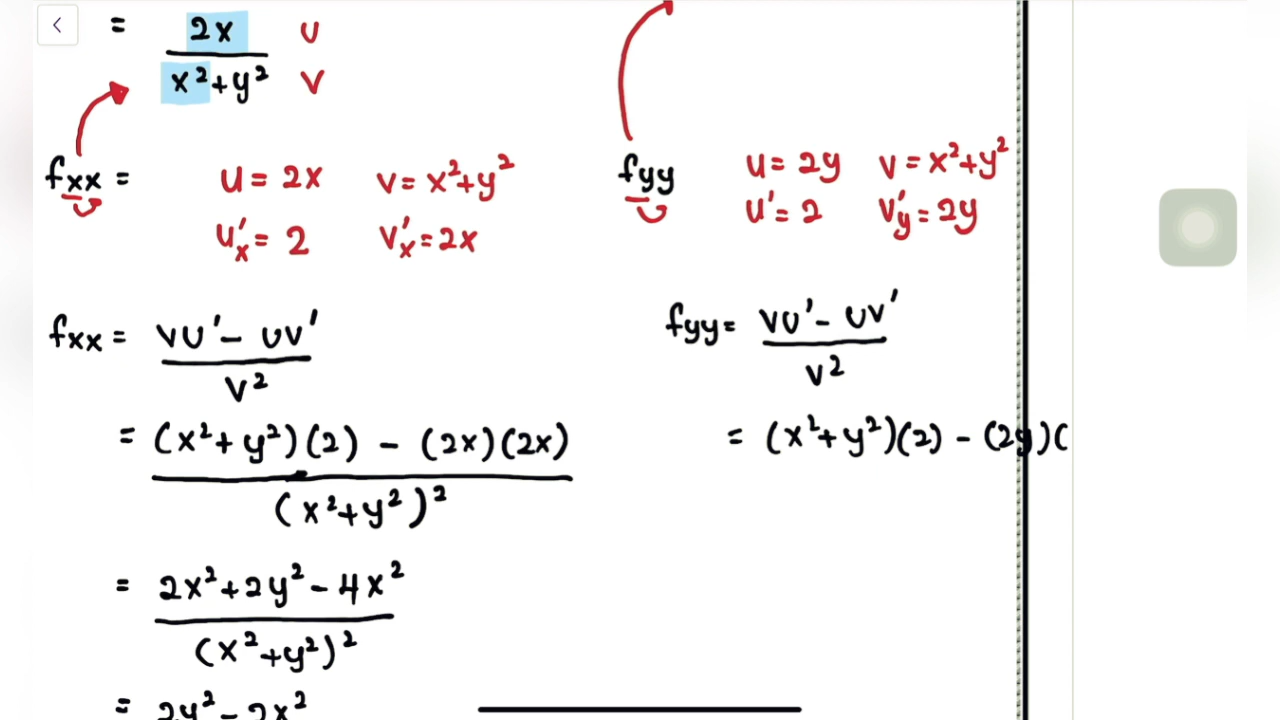 = 2x u
x²+y² v
fxx = u = 2x v = x²+y²
u'x = 2 v'x = 2x
fxx = vu' - uv'
v²
= (x²+y²)(2) - (2x)(2x)
(x²+y²)²
= 2x²+2y²-4x²
(x²+y²)²
= 2y²-2x²
fyy u = 2y v = x²+y²
u' = 2 v'y = 2y
fyy = vu' - uv'
v²
= (x²+y²)(2) - (2y)(